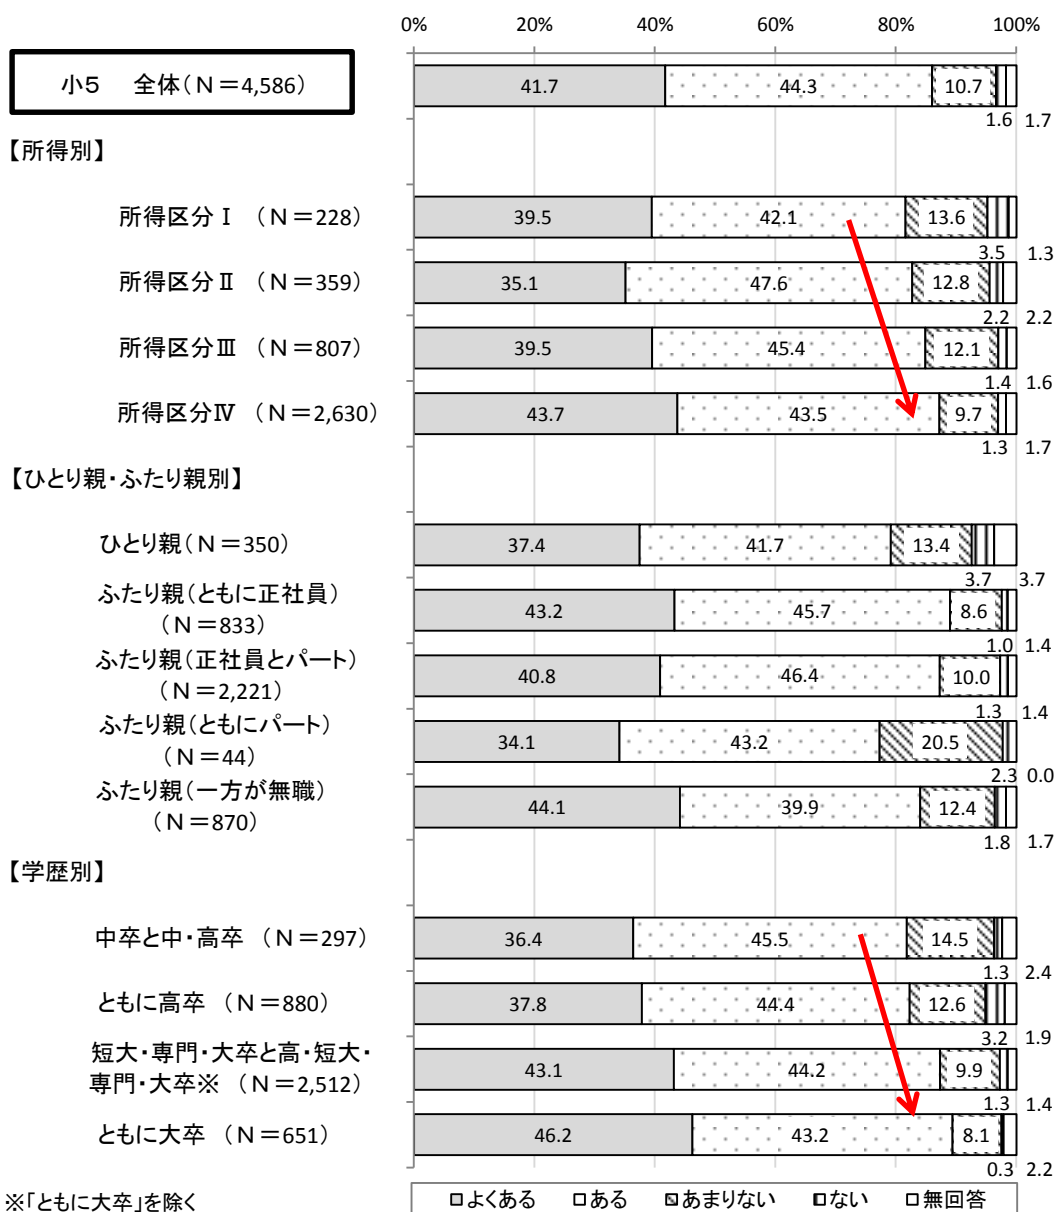 0% 20% 40% 60% 80% 100%
小5 全体(N=4,586)
41.7 44.3 10.7
1.6 1.7
【所得別】
所得区分Ⅰ (N=228)
39.5 42.1 13.6
3.5 1.3
所得区分Ⅱ (N=359)
35.1 47.6 12.8
2.2 2.2
所得区分Ⅲ (N=807)
39.5 45.4 12.1
1.4 1.6
所得区分Ⅳ (N=2,630)
43.7 43.5 9.7
1.3 1.7
【ひとり親・ふたり親別】
ひとり親(N=350)
37.4 41.7 13.4
3.7 3.7
ふたり親(ともに正社員)
(N=833)
43.2 45.7 8.6
1.0 1.4
ふたり親(正社員とパート)
(N=2,221)
40.8 46.4 10.0
1.3 1.4
ふたり親(ともにパート)
(N=44)
34.1 43.2 20.5
2.3 0.0
ふたり親(一方が無職)
(N=870)
44.1 39.9 12.4
1.8 1.7
【学歴別】
中卒と中・高卒 (N=297)
36.4 45.5 14.5
1.3 2.4
ともに高卒 (N=880)
37.8 44.4 12.6
3.2 1.9
短大・専門・大卒と高・短大・
専門・大卒※ (N=2,512)
43.1 44.2 9.9
1.3 1.4
ともに大卒 (N=651)
46.2 43.2 8.1
0.3 2.2
※「ともに大卒」を除く
よくある ある あまりない ない 無回答